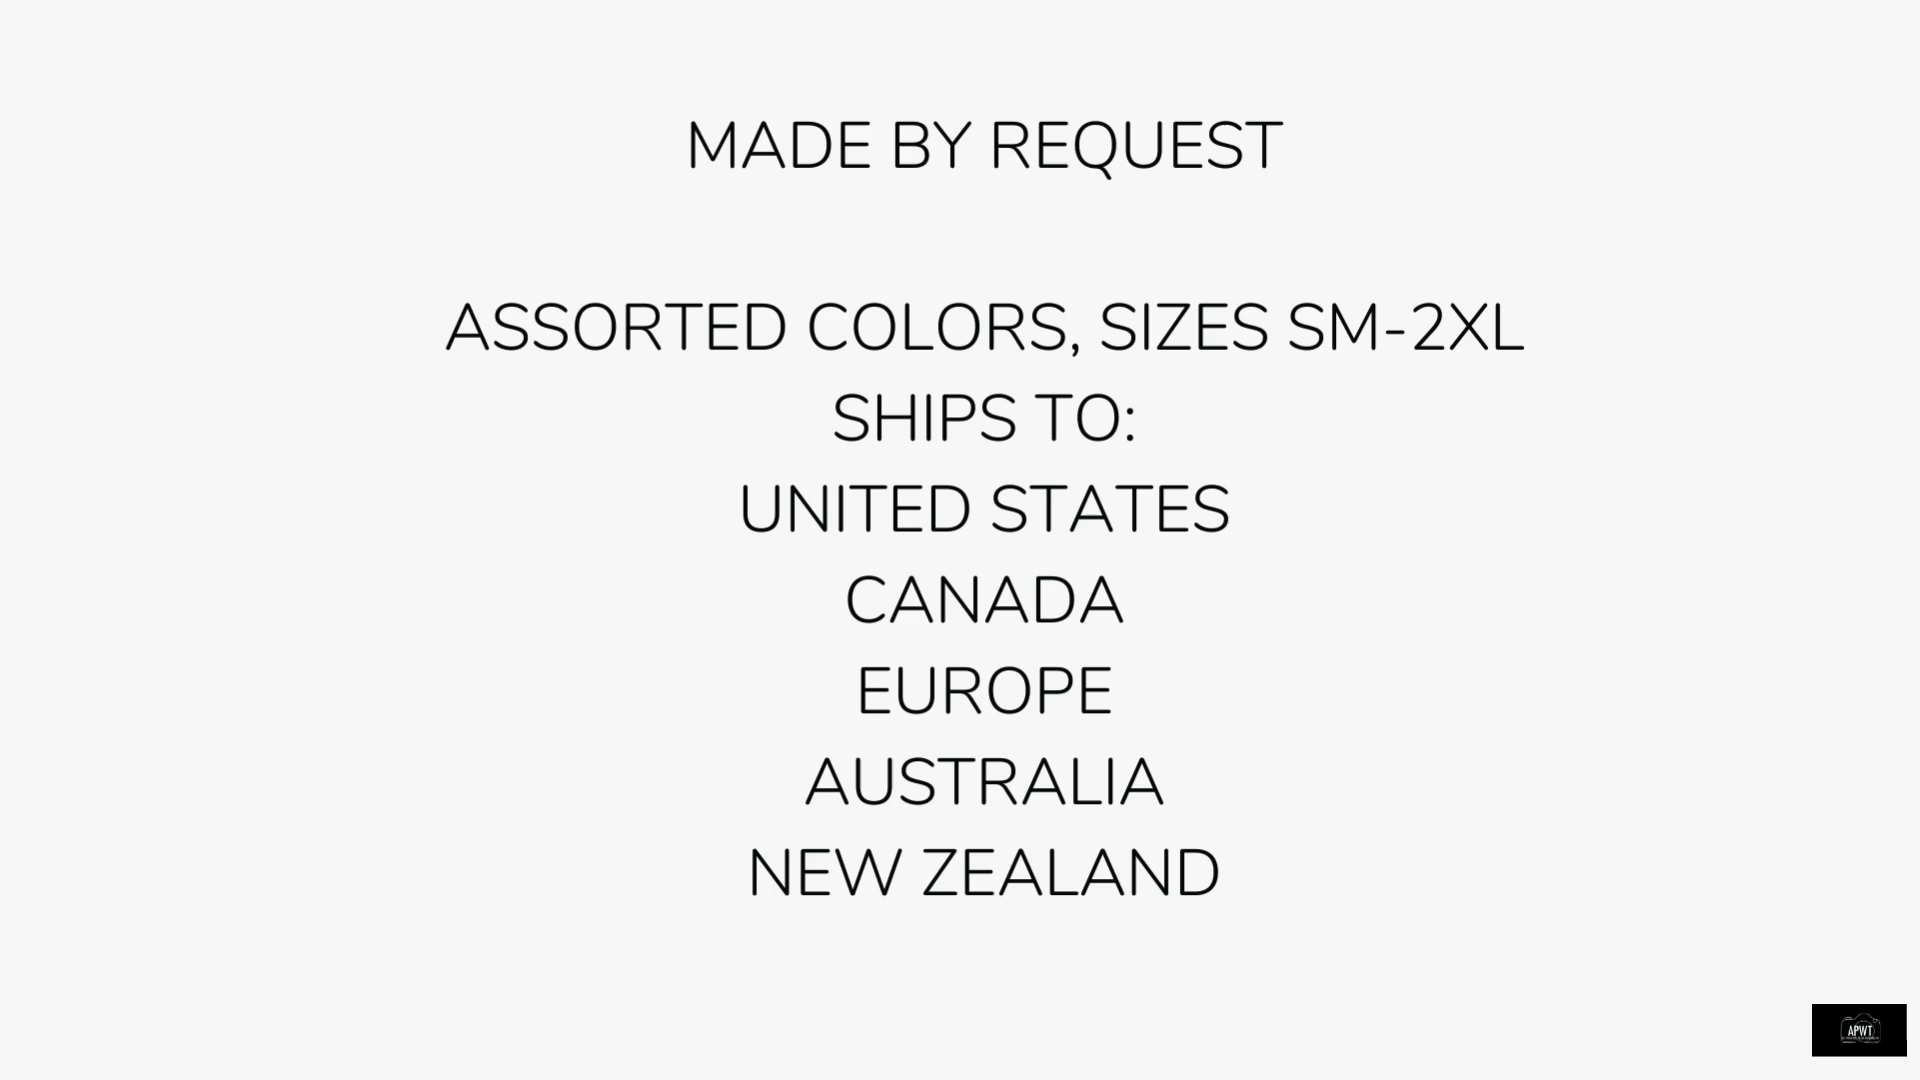 MADE BY REQUEST
ASSORTED COLORS, SIZES SM-2XL
SHIPS TO:
UNITED STATES
CANADA
EUROPE
AUSTRALIA
NEW ZEALAND
APWT